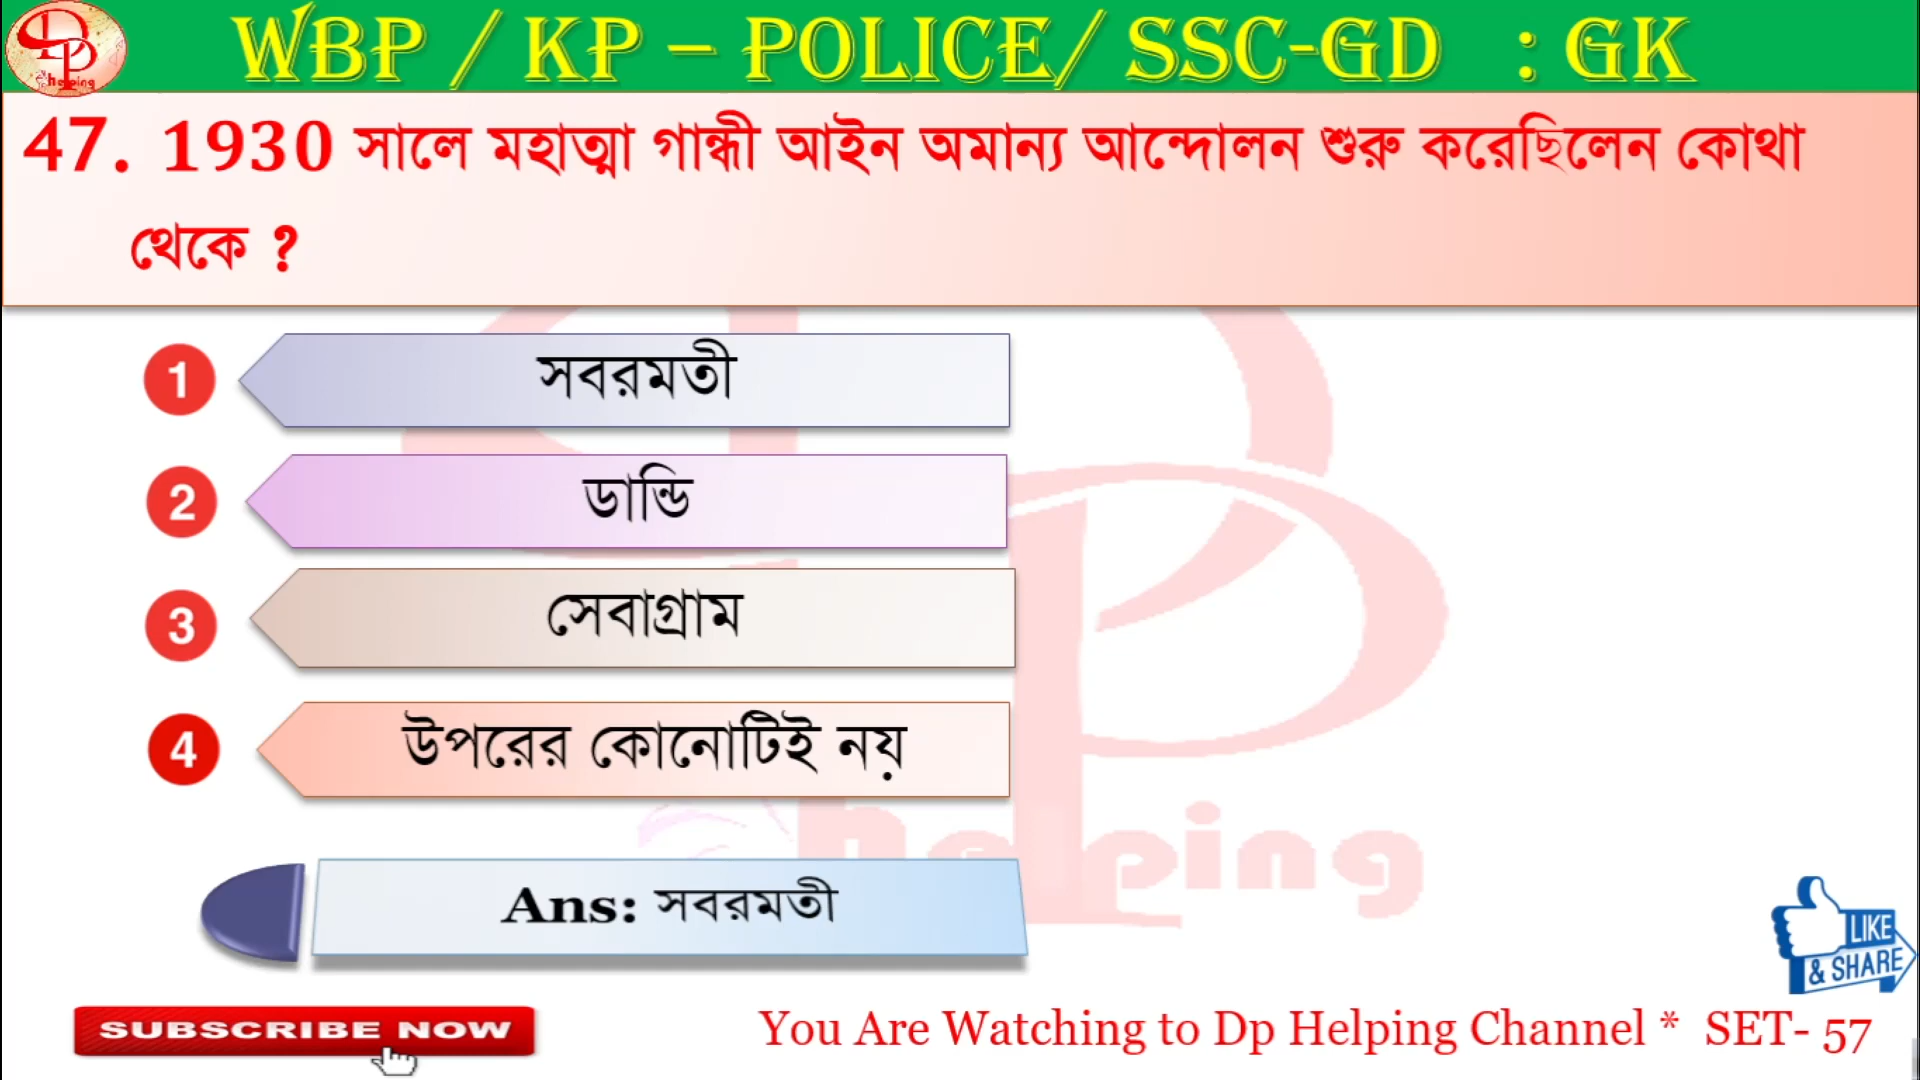 WBP / KP – POLICE/ SSC-GD : GK
47. 1930 সালে মহাত্মা গান্ধী আইন অমান্য আন্দোলন শুরু করেছিলেন কোথা
থেকে ?
1 সবরমতী
2 ডান্ডি
3 সেবাগ্রাম
4 উপরের কোনোটিই নয়
Ans: সবরমতী
helping
LIKE
& SHARE
SUBSCRIBE NOW
You Are Watching to Dp Helping Channel * SET- 57